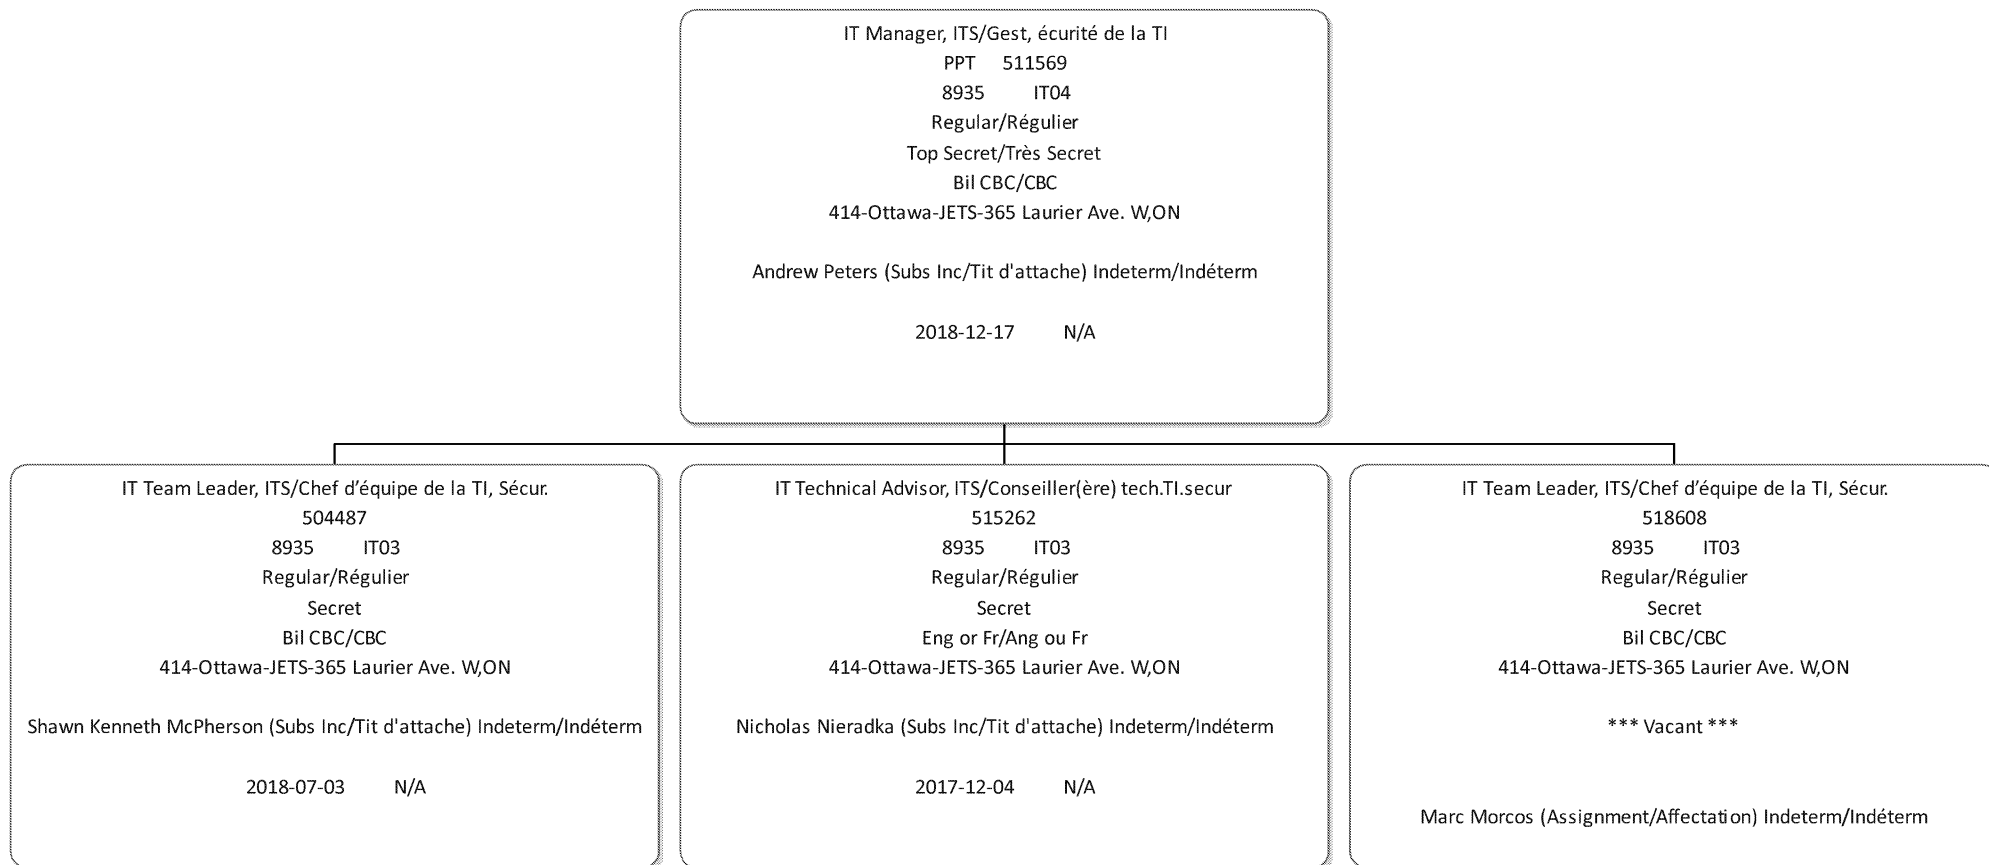 IT Manager, ITS/Gest, écurité de la TI
PPT 511569
8935 IT04
Regular/Régulier
Top Secret/Très Secret
Bil CBC/CBC
414-Ottawa-JETS-365 Laurier Ave. W,ON
Andrew Peters (Subs Inc/Tit d'attache) Indeterm/Indéterm
2018-12-17 N/A
IT Team Leader, ITS/Chef d’équipe de la TI, Sécur.
504487
8935 IT03
Regular/Régulier
Secret
Bil CBC/CBC
414-Ottawa-JETS-365 Laurier Ave. W,ON
Shawn Kenneth McPherson (Subs Inc/Tit d'attache) Indeterm/Indéterm
2018-07-03 N/A
IT Technical Advisor, ITS/Conseiller(ère) tech.TI.secur
515262
8935 IT03
Regular/Régulier
Secret
Eng or Fr/Ang ou Fr
414-Ottawa-JETS-365 Laurier Ave. W,ON
Nicholas Nieradka (Subs Inc/Tit d'attache) Indeterm/Indéterm
2017-12-04 N/A
IT Team Leader, ITS/Chef d’équipe de la TI, Sécur.
518608
8935 IT03
Regular/Régulier
Secret
Bil CBC/CBC
414-Ottawa-JETS-365 Laurier Ave. W,ON
*** Vacant ***
Marc Morcos (Assignment/Affectation) Indeterm/Indéterm